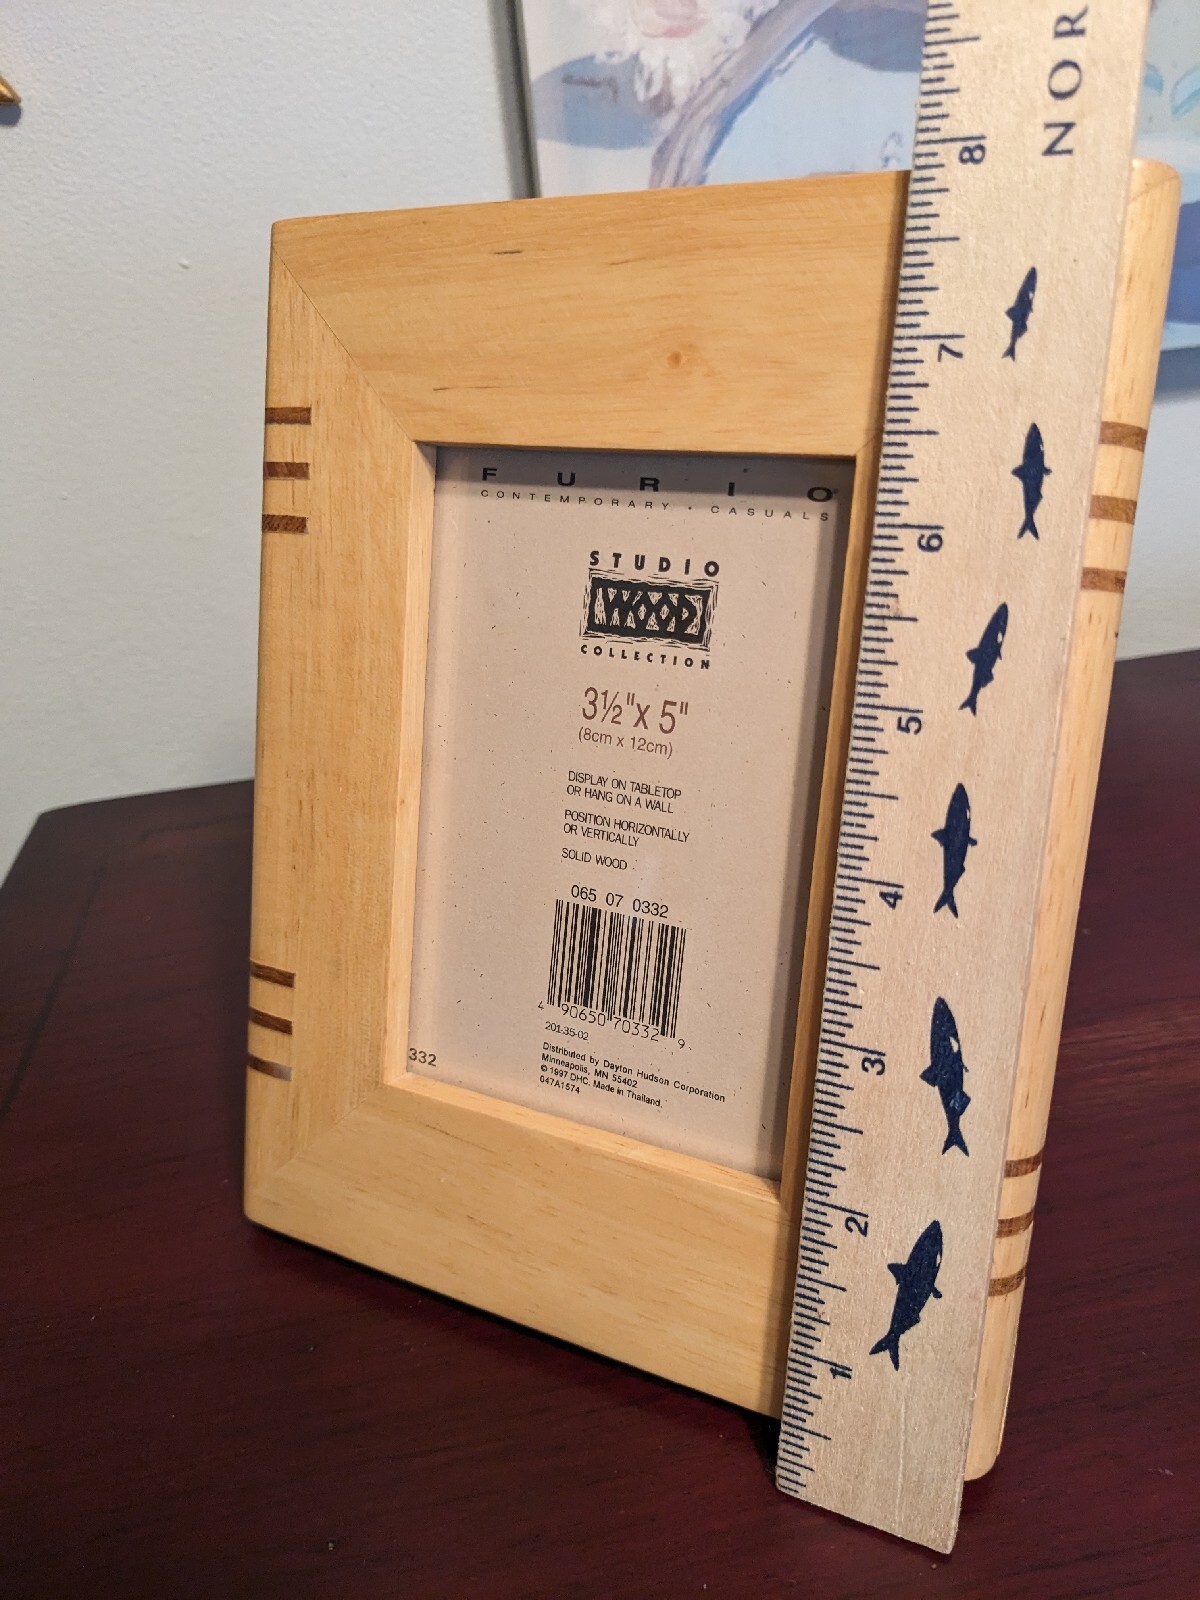 NOR
8
7
6
5
4
3
2
1
FURIO
CONTEMPORARY . CASUALS
STUDIO
WOOD
COLLECTION
3½"x 5"
(8cm x 12cm)
DISPLAY ON TABLETOP
OR HANG ON A WALL
POSITION HORIZONTALLY
OR VERTICALLY
SOLID WOOD
065 07 0332
4 90650 70332 9
201-35-02
332
Distributed by Dayton Hudson Corporation
Minneapolis, MN 55402
© 1997 DHC. Made in Thailand.
047A1574